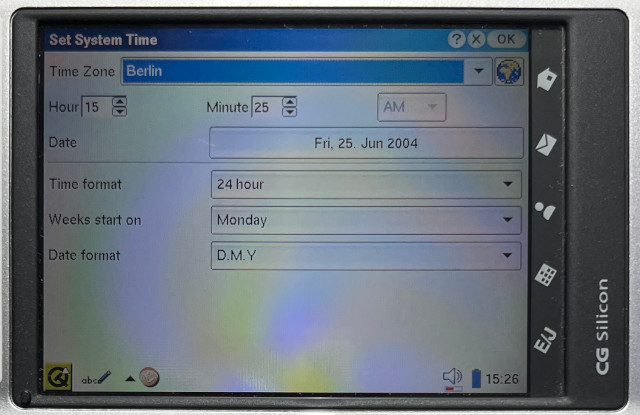 Set System Time ? X OK
Time Zone Berlin
Hour 15 Minute 25 AM
Date Fri, 25. Jun 2004
Time format 24 hour
Weeks start on Monday
Date format D.M.Y
abc 15:26
E/J
CG Silicon